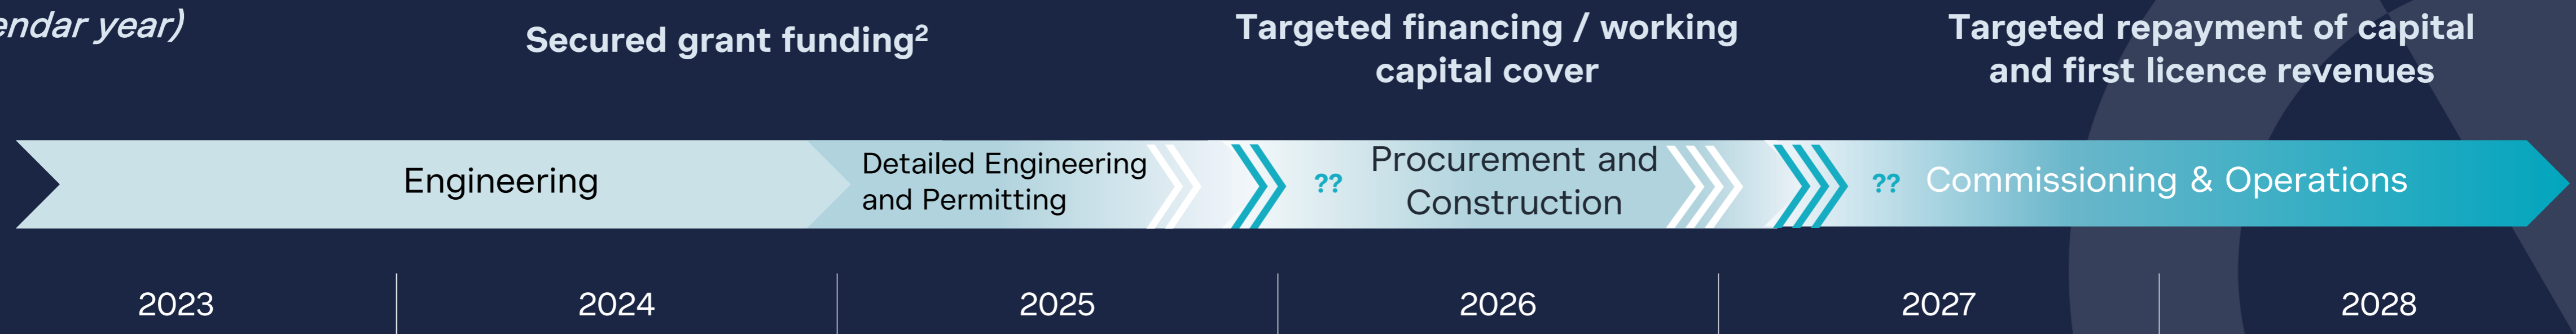 endar year)
Secured grant funding²
Targeted financing / working
capital cover
Targeted repayment of capital
and first licence revenues
Engineering
Detailed Engineering
and Permitting
??
Procurement and
Construction
??
Commissioning & Operations
2023
2024
2025
2026
2027
2028